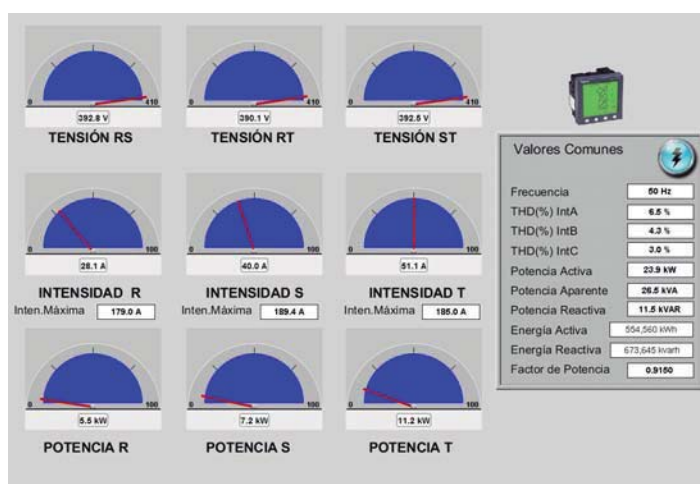 0 410 0 410 0 410
392.8 V 390.1 V 392.5 V
TENSIÓN RS TENSIÓN RT TENSIÓN ST
0 100 0 100 0 100
28.1 A 40.0 A 51.1 A
INTENSIDAD R INTENSIDAD S INTENSIDAD T
Inten.Máxima 179.0 A Inten.Máxima 189.4 A Inten.Máxima 185.0 A
0 100 0 100 0 100
5.5 kW 7.2 kW 11.2 kW
POTENCIA R POTENCIA S POTENCIA T
Valores Comunes
Frecuencia 50 Hz
THD(%) IntA 6.5 %
THD(%) IntB 4.3 %
THD(%) IntC 3.0 %
Potencia Activa 23.9 kW
Potencia Aparente 26.5 kVA
Potencia Reactiva 11.5 kVAR
Energía Activa 554,560 kWh
Energía Reactiva 673,645 kvarh
Factor de Potencia 0.9150